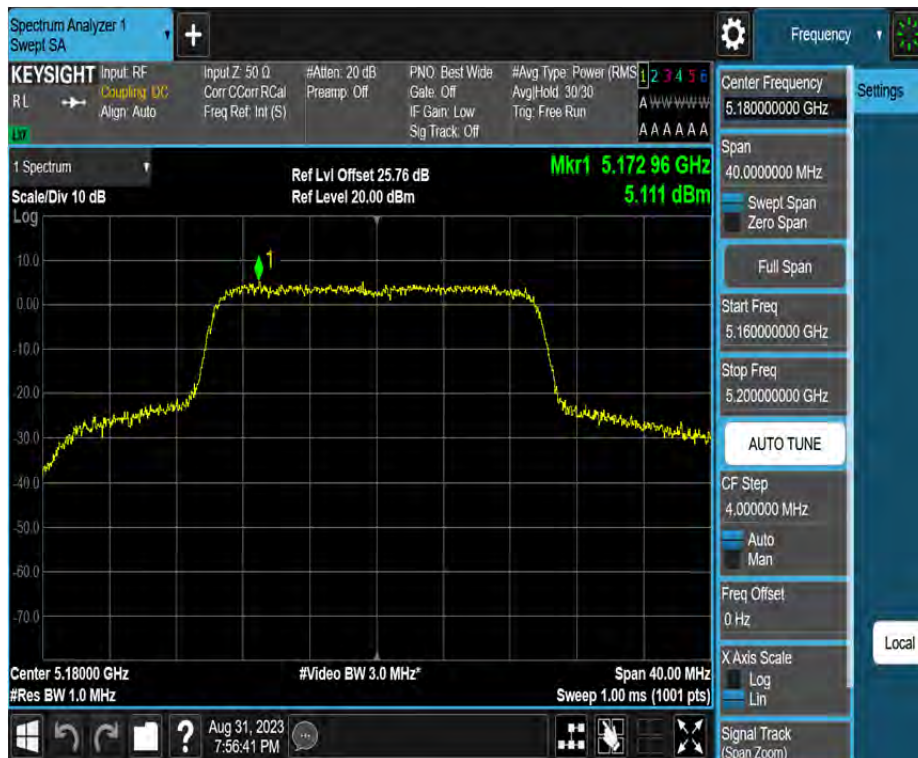 Spectrum Analyzer 1
Swept SA
+
Frequency
KEYSIGHT
RL
LXI
Input: RF
Coupling: DC
Align: Auto
Input Z: 50 Ω
Corr CCorr RCal
Freq Ref: Int (S)
#Atten: 20 dB
Preamp: Off
PNO: Best Wide
Gate: Off
IF Gain: Low
Sig Track: Off
#Avg Type: Power (RMS
Avg|Hold: 30/30
Trig: Free Run
1 2 3 4 5 6
A W W W W W
A A A A A A
Center Frequency
5.180000000 GHz
Settings
Span
40.0000000 MHz
Swept Span
Zero Span
Full Span
Start Freq
5.160000000 GHz
Stop Freq
5.200000000 GHz
AUTO TUNE
CF Step
4.000000 MHz
Auto
Man
Freq Offset
0 Hz
X Axis Scale
Log
Lin
Signal Track
(Span Zoom)
Local
1 Spectrum
Scale/Div 10 dB
Log
Ref Lvl Offset 25.76 dB
Ref Level 20.00 dBm
Mkr1 5.172 96 GHz
5.111 dBm
1
10.0
0.00
-10.0
-20.0
-30.0
-40.0
-50.0
-60.0
-70.0
Center 5.18000 GHz
#Res BW 1.0 MHz
#Video BW 3.0 MHz*
Span 40.00 MHz
Sweep 1.00 ms (1001 pts)
?
Aug 31, 2023
7:56:41 PM